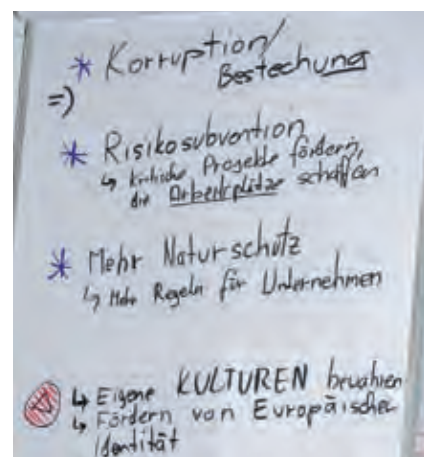 * Korruption/
Bestechung
=>
* Risikosubvention
↳ kritische Projekte fördern,
die Arbeitsplätze schaffen
* Mehr Naturschutz
↳ Mehr Regeln für Unternehmen
↳ Eigene KULTUREN bewahren
↳ Fördern von Europäischer
Identität